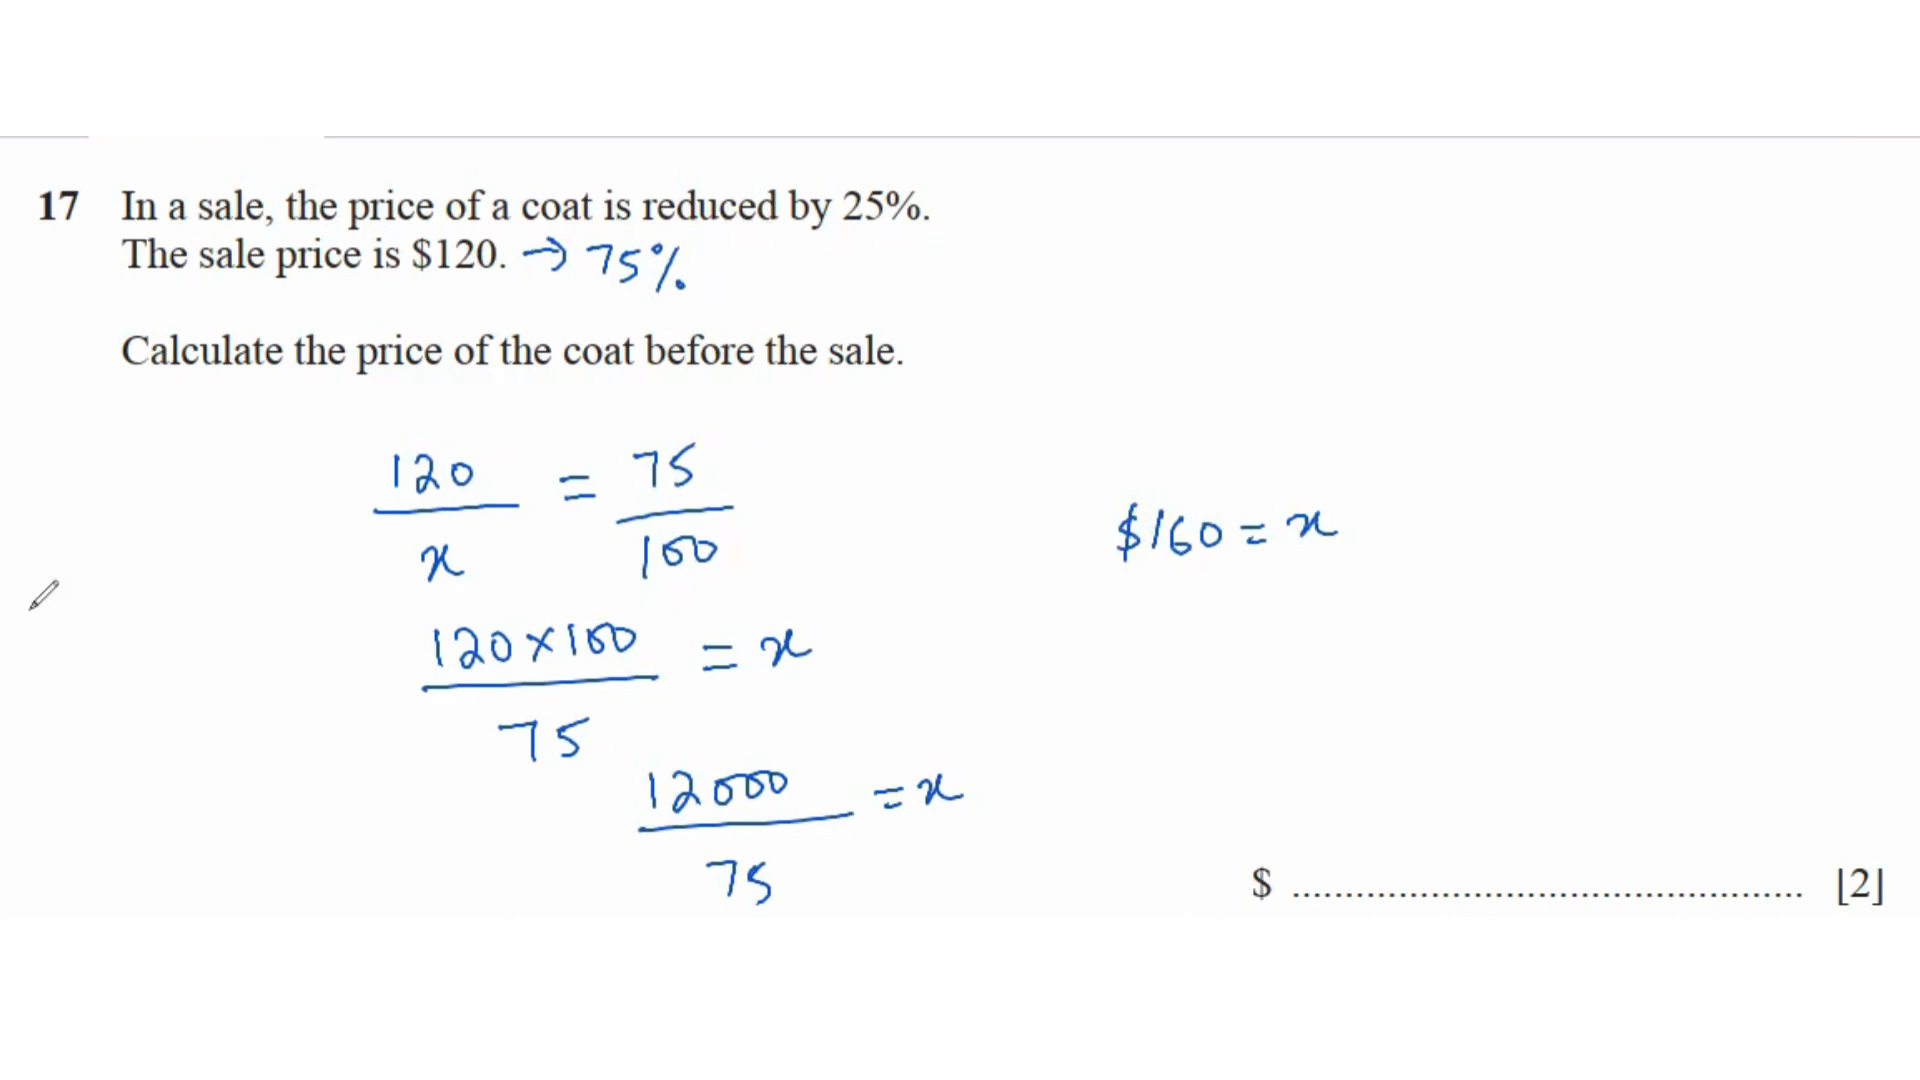 17 In a sale, the price of a coat is reduced by 25%.
The sale price is $120. → 75%
Calculate the price of the coat before the sale.
120 = 75
x 100
$160 = x
120 × 100 = x
75
12000 = x
75
$ ................................................ [2]